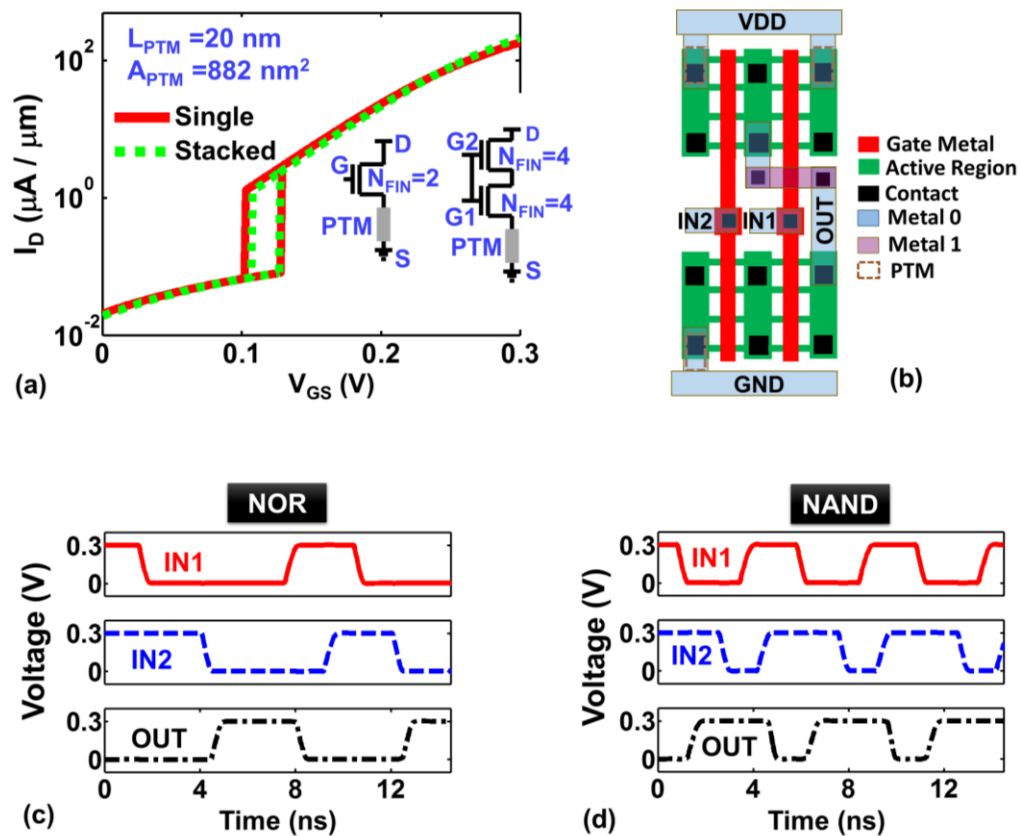 L_PTM =20 nm
A_PTM =882 nm²
Single
Stacked
10²
10⁰
10⁻²
I_D (μA / μm)
0 0.1 0.2 0.3
V_GS (V)
G D
N_FIN=2
PTM
S
G2 D
N_FIN=4
N_FIN=4
G1
PTM
S
(a)
VDD
IN2 IN1 OUT
GND
Gate Metal
Active Region
Contact
Metal 0
Metal 1
PTM
(b)
NOR
0.3
0
IN1
0.3
0
IN2
0.3
0
OUT
Voltage (V)
0 4 8 12
Time (ns)
(c)
NAND
0.3
0
IN1
0.3
0
IN2
0.3
0
OUT
Voltage (V)
0 4 8 12
Time (ns)
(d)